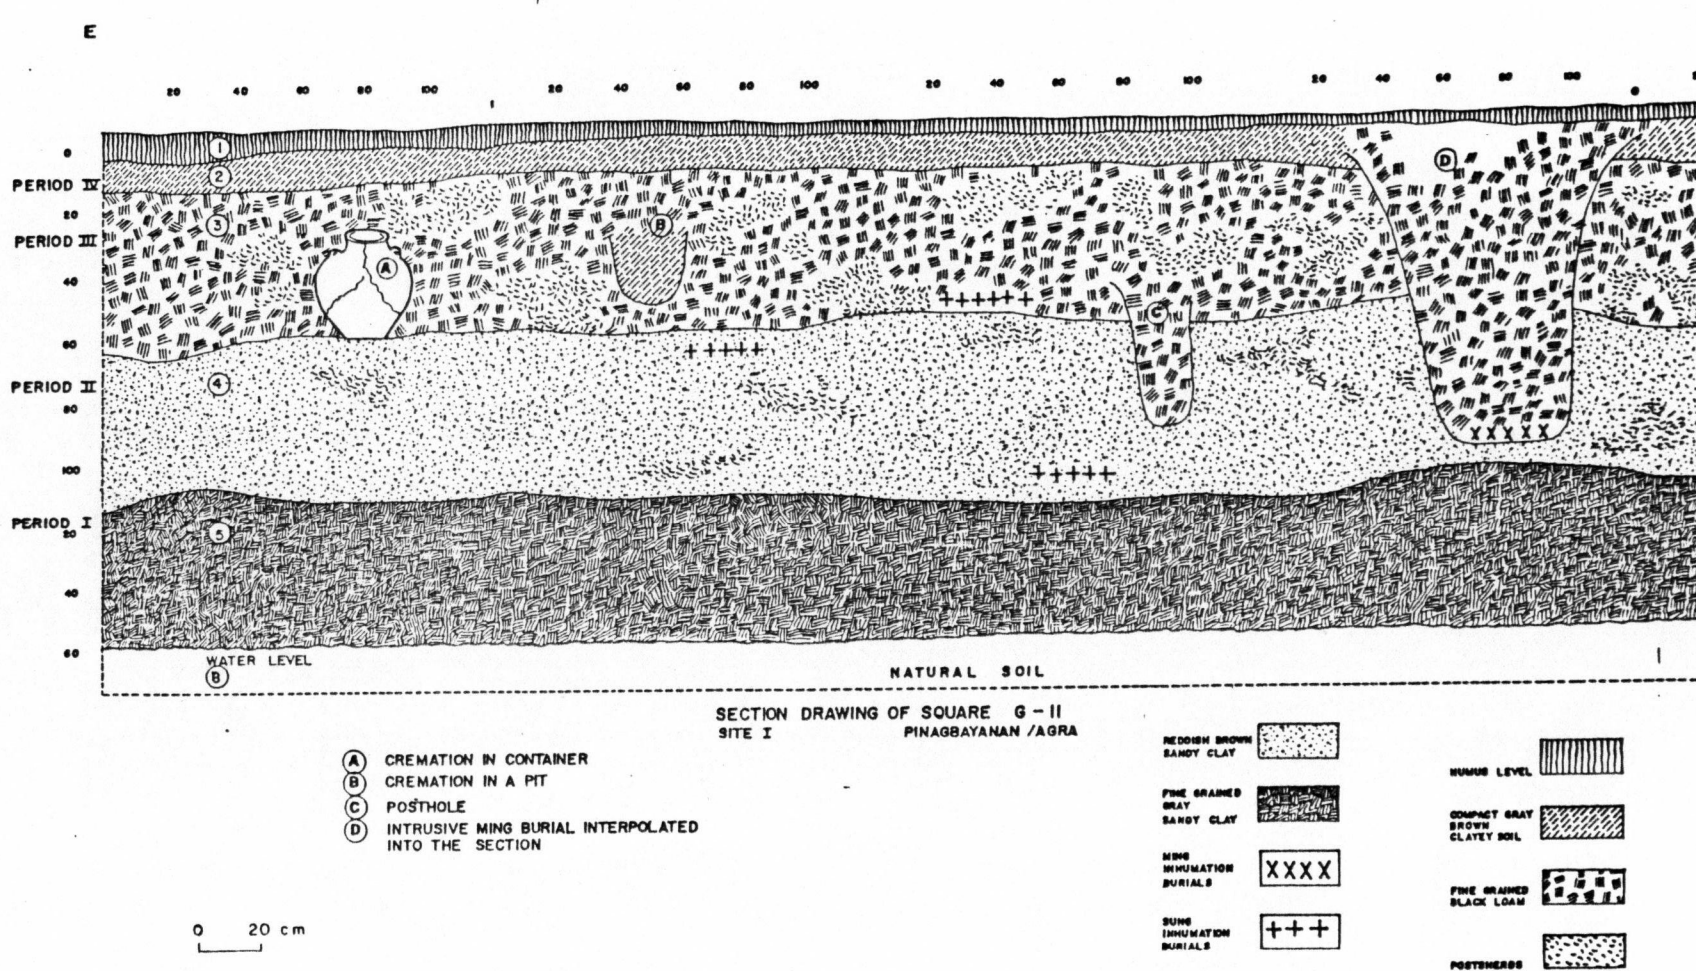 E
20 40 60 80 100 1 20 40 60 80 100 20 40 60 80 100 20 40 60 80 100 0
0
1
2
PERIOD IV
20
3
PERIOD III
40
A
B
C
D
60
PERIOD II
4
80
100
PERIOD I
5
20
40
60
WATER LEVEL
B
NATURAL SOIL
SECTION DRAWING OF SQUARE G-11
SITE I PINAGBAYANAN /AGRA
A CREMATION IN CONTAINER
B CREMATION IN A PIT
C POSTHOLE
D INTRUSIVE MING BURIAL INTERPOLATED
INTO THE SECTION
0 20 cm
REDDISH BROWN
SANDY CLAY
FINE GRAINED
GRAY
SANDY CLAY
MING
INHUMATION
BURIALS
XXXX
SUNG
INHUMATION
BURIALS
+++
HUMUS LEVEL
COMPACT GRAY
BROWN
CLAYEY SOIL
FINE GRAINED
BLACK LOAM
POTSHERDS